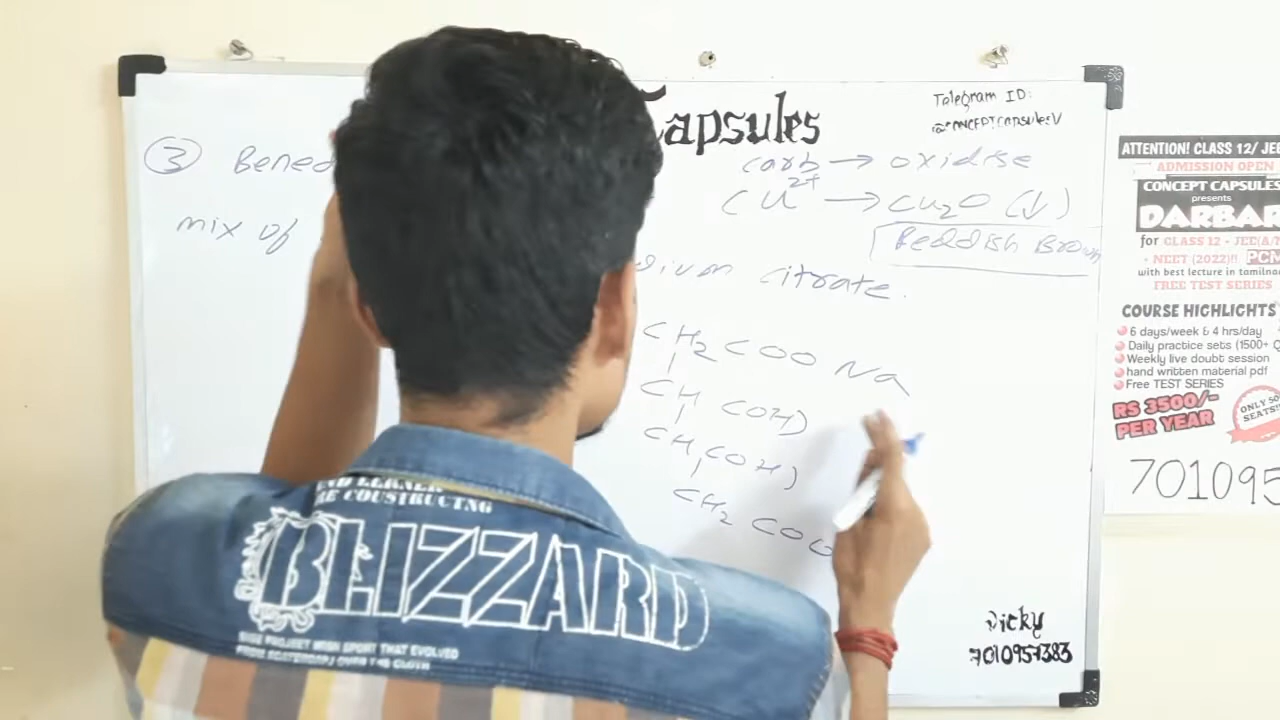 Capsules
Telegram ID:
@CONCEPTCAPSULESV
③ Bened
carb → oxidise
Cu2+ → Cu2O (↓)
Reddish Brown
mix of
dium citrate.
CH2COONa
CH(OH)
CH(OH)
CH2COO
Vicky
7010957383
ATTENTION! CLASS 12/ JEE
ADMISSION OPEN
CONCEPT CAPSULES
presents
DARBAR
for CLASS 12 - JEE(A/
- NEET (2022)!! PCM
with best lecture in tamilna
FREE TEST SERIES
COURSE HIGHLIGHTS
6 days/week & 4 hrs/day
Daily practice sets (1500+ Q
Weekly live doubt session
hand written material pdf
Free TEST SERIES
RS 3500/-
PER YEAR
ONLY 50
SEATS!!
701095
BLIZZARD